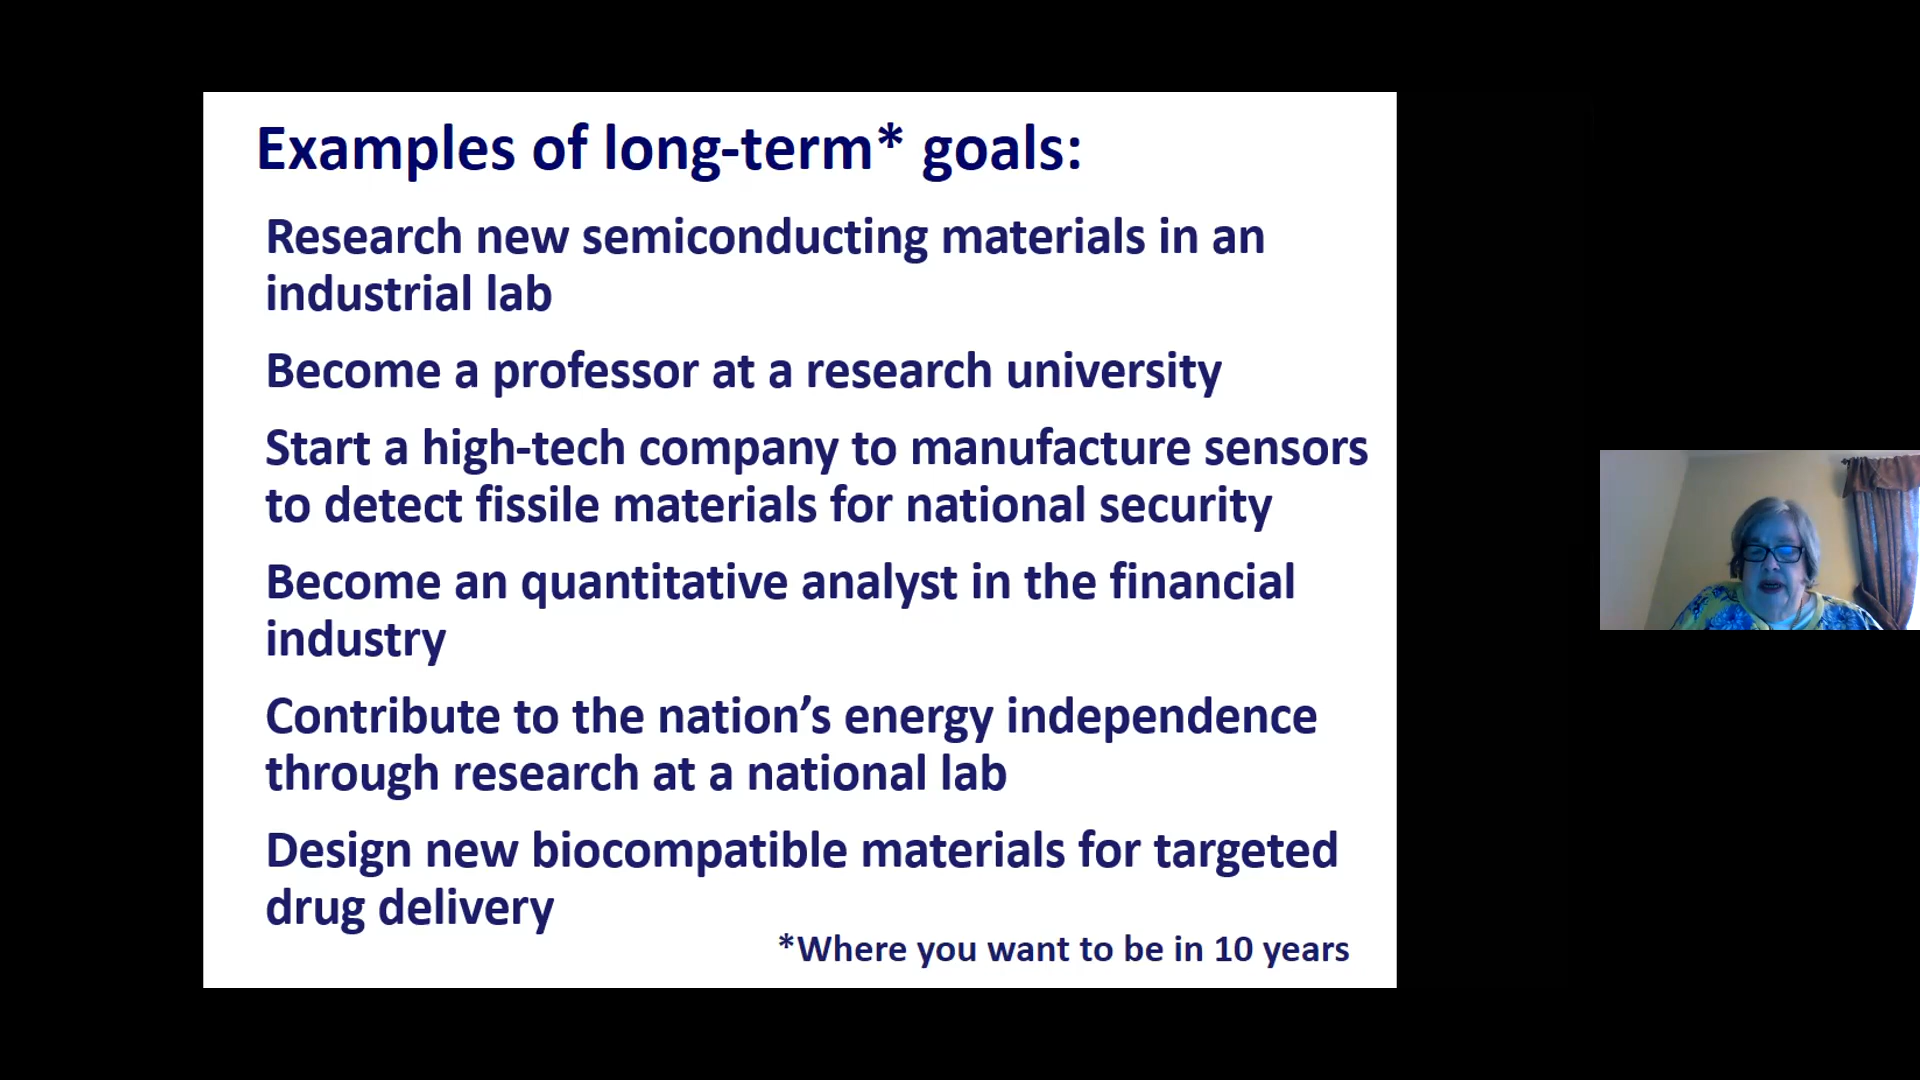 Examples of long-term* goals:
Research new semiconducting materials in an
industrial lab
Become a professor at a research university
Start a high-tech company to manufacture sensors
to detect fissile materials for national security
Become an quantitative analyst in the financial
industry
Contribute to the nation’s energy independence
through research at a national lab
Design new biocompatible materials for targeted
drug delivery
*Where you want to be in 10 years